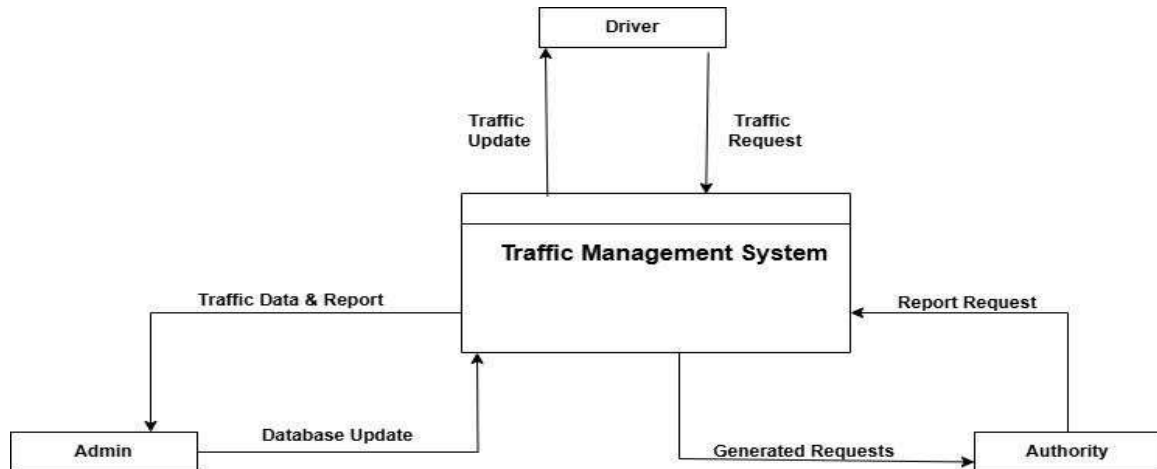 Driver
Traffic
Update
Traffic
Request
Traffic Management System
Traffic Data & Report
Report Request
Admin
Database Update
Generated Requests
Authority